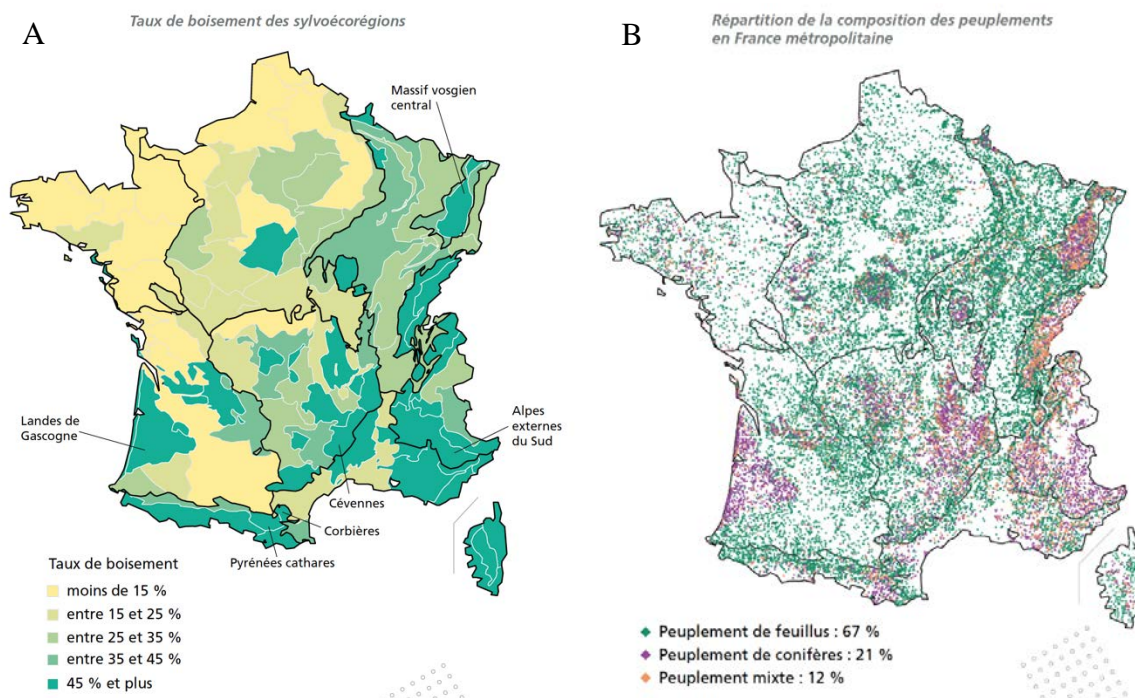 A
Taux de boisement des sylvoécorégions
Massif vosgien
central
Landes de
Gascogne
Alpes
externes
du Sud
Cévennes
Corbières
Pyrénées cathares
Taux de boisement
moins de 15 %
entre 15 et 25 %
entre 25 et 35 %
entre 35 et 45 %
45 % et plus
B
Répartition de la composition des peuplements
en France métropolitaine
Peuplement de feuillus : 67 %
Peuplement de conifères : 21 %
Peuplement mixte : 12 %